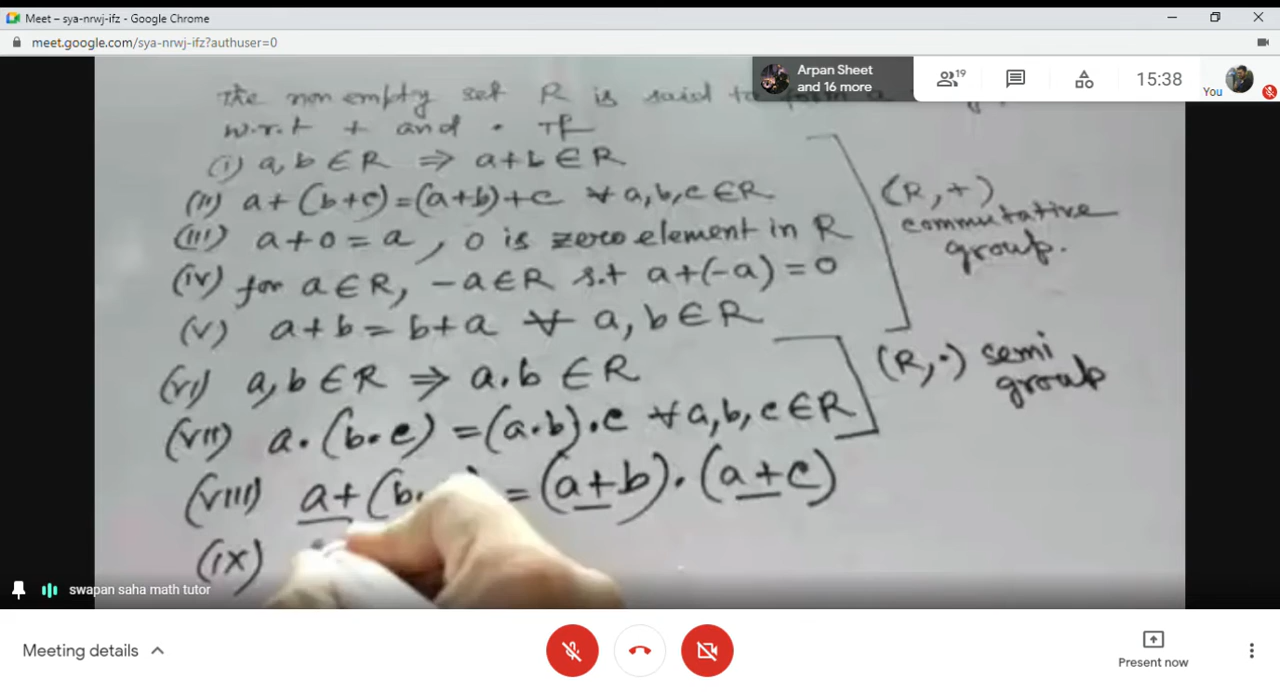 Meet – sya-nrwj-ifz - Google Chrome
meet.google.com/sya-nrwj-ifz?authuser=0
Arpan Sheet
and 16 more
19
15:38
You
The non empty set R is said to
w.r.t + and . If
(i) a, b ∈ R ⇒ a+b ∈ R
(ii) a+(b+c)=(a+b)+c ∀ a,b,c ∈ R
(iii) a+0=a, 0 is zero element in R
(iv) for a ∈ R, -a ∈ R s.t a+(-a)=0
(v) a+b=b+a ∀ a, b ∈ R
(R,+)
commutative
group.
(vi) a, b ∈ R ⇒ a.b ∈ R
(vii) a.(b.c)=(a.b).c ∀ a,b,c ∈ R
(R,.) semi
group
(viii) a+(b. = (a+b).(a+c)
(ix)
swapan saha math tutor
Meeting details
Present now